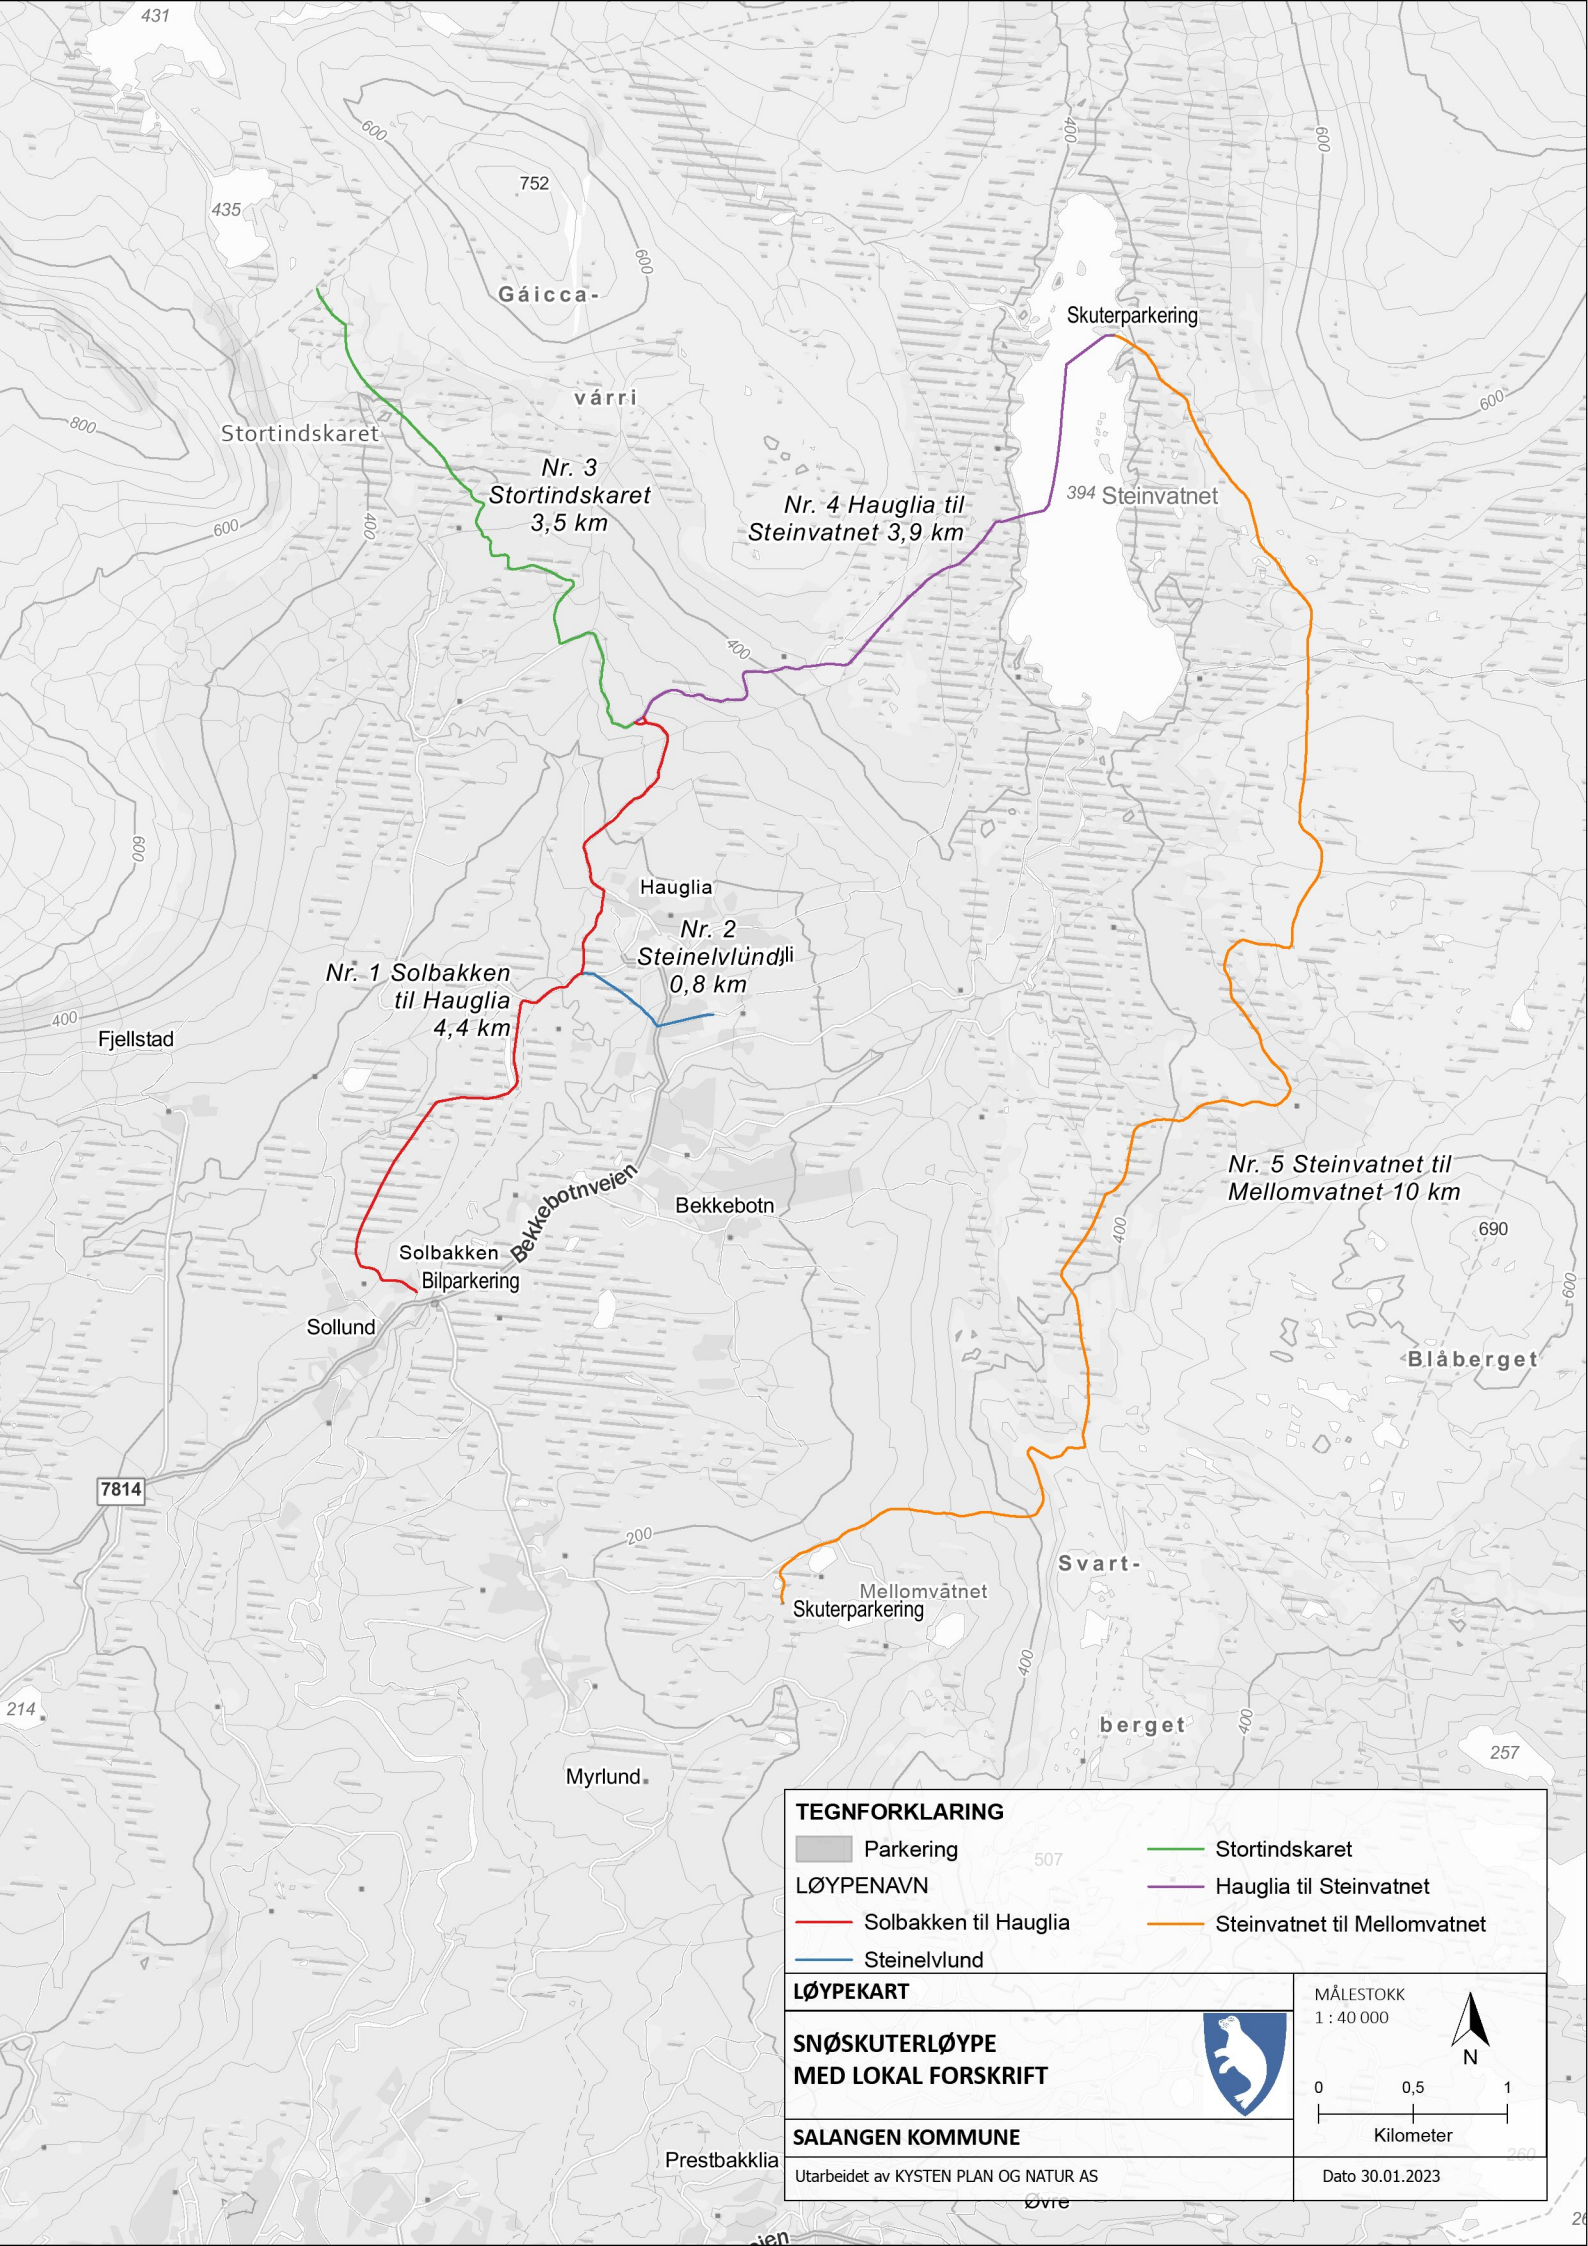 431
600
752
435
600
Gáicca-
400
600
Skuterparkering
várri
800
Stortindskaret
600
Nr. 3
Stortindskaret
3,5 km
394 Steinvatnet
Nr. 4 Hauglia til
Steinvatnet 3,9 km
600
400
400
600
Hauglia
Nr. 2
Steinelvlund
0,8 km
Nr. 1 Solbakken
til Hauglia
4,4 km
400
Fjellstad
Nr. 5 Steinvatnet til
Mellomvatnet 10 km
Bekkebotnveien
Bekkebotn
400
690
Solbakken
Bilparkering
600
Sollund
Blåberget
7814
200
Svart-
Mellomvatnet
Skuterparkering
400
214
berget
400
257
Myrlund
TEGNFORKLARING
Parkering
507
LØYPENAVN
Solbakken til Hauglia
Steinelvlund
Stortindskaret
Hauglia til Steinvatnet
Steinvatnet til Mellomvatnet
LØYPEKART
SNØSKUTERLØYPE
MED LOKAL FORSKRIFT
MÅLESTOKK
1 : 40 000
N
0 0,5 1
Kilometer
SALANGEN KOMMUNE
Utarbeidet av KYSTEN PLAN OG NATUR AS
Dato 30.01.2023
260
Prestbakklia
Øvre